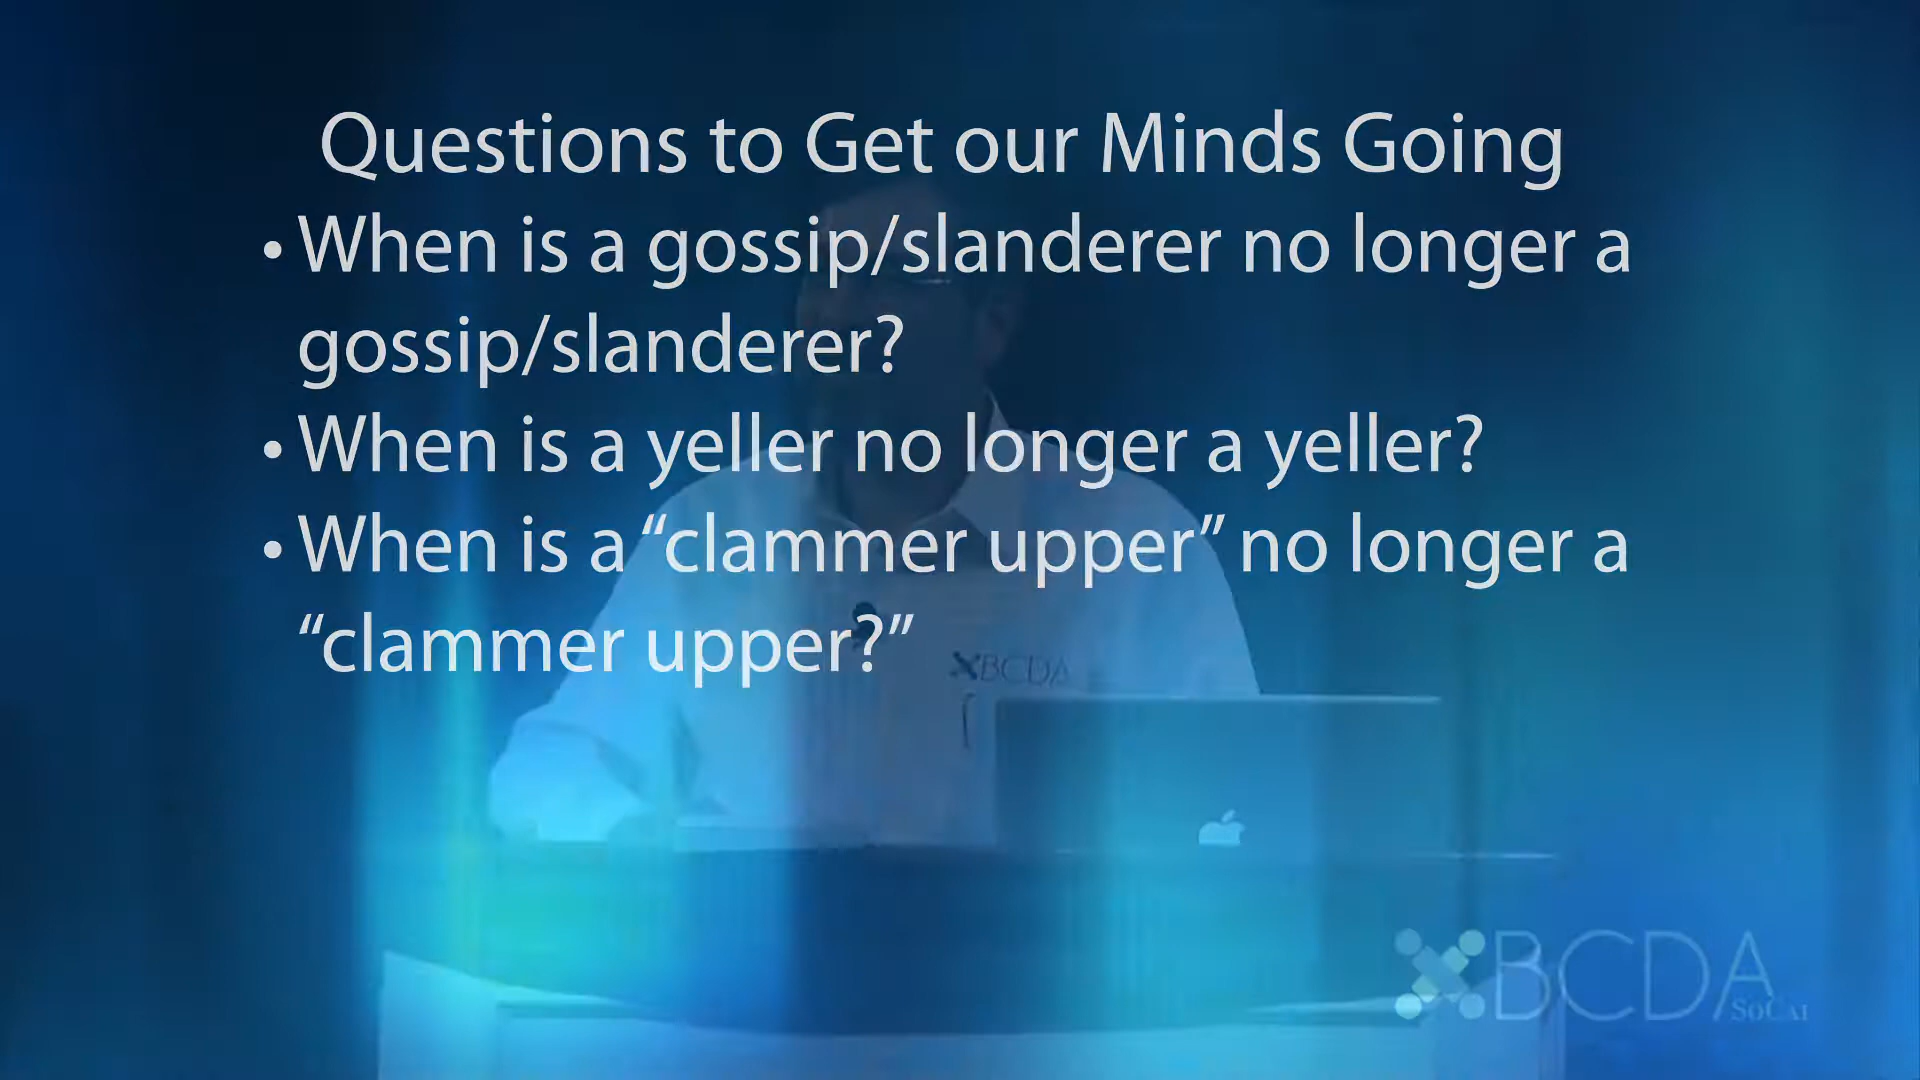 Questions to Get our Minds Going
• When is a gossip/slanderer no longer a
gossip/slanderer?
• When is a yeller no longer a yeller?
• When is a “clammer upper” no longer a
“clammer upper?”
BCDA
BCDA
SoCal